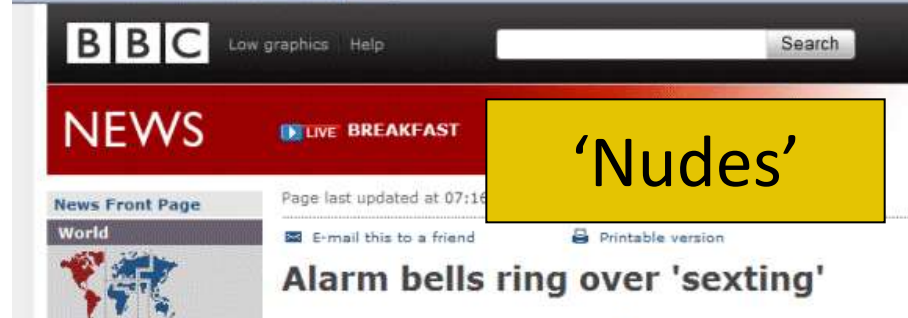 BBC Low graphics Help Search
NEWS LIVE BREAKFAST
‘Nudes’
News Front Page
Page last updated at 07:16
World
E-mail this to a friend Printable version
Alarm bells ring over 'sexting'